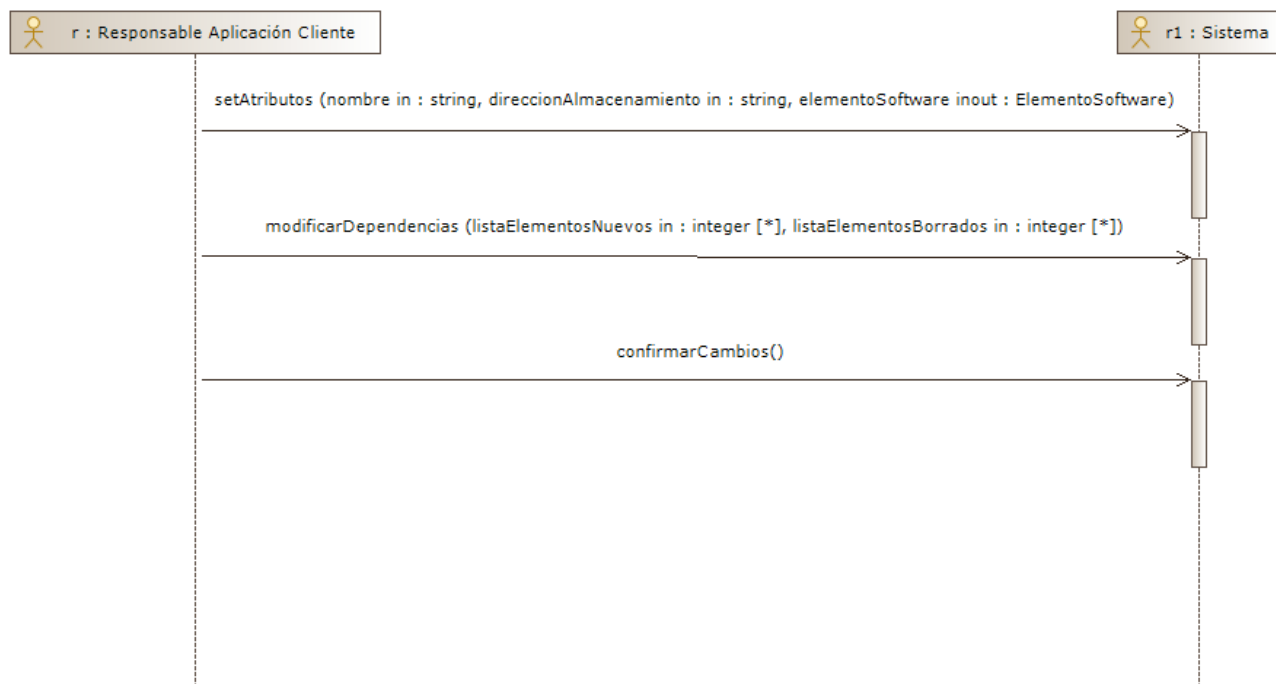 r : Responsable Aplicación Cliente
r1 : Sistema
setAtributos (nombre in : string, direccionAlmacenamiento in : string, elementoSoftware inout : ElementoSoftware)
modificarDependencias (listaElementosNuevos in : integer [*], listaElementosBorrados in : integer [*])
confirmarCambios()